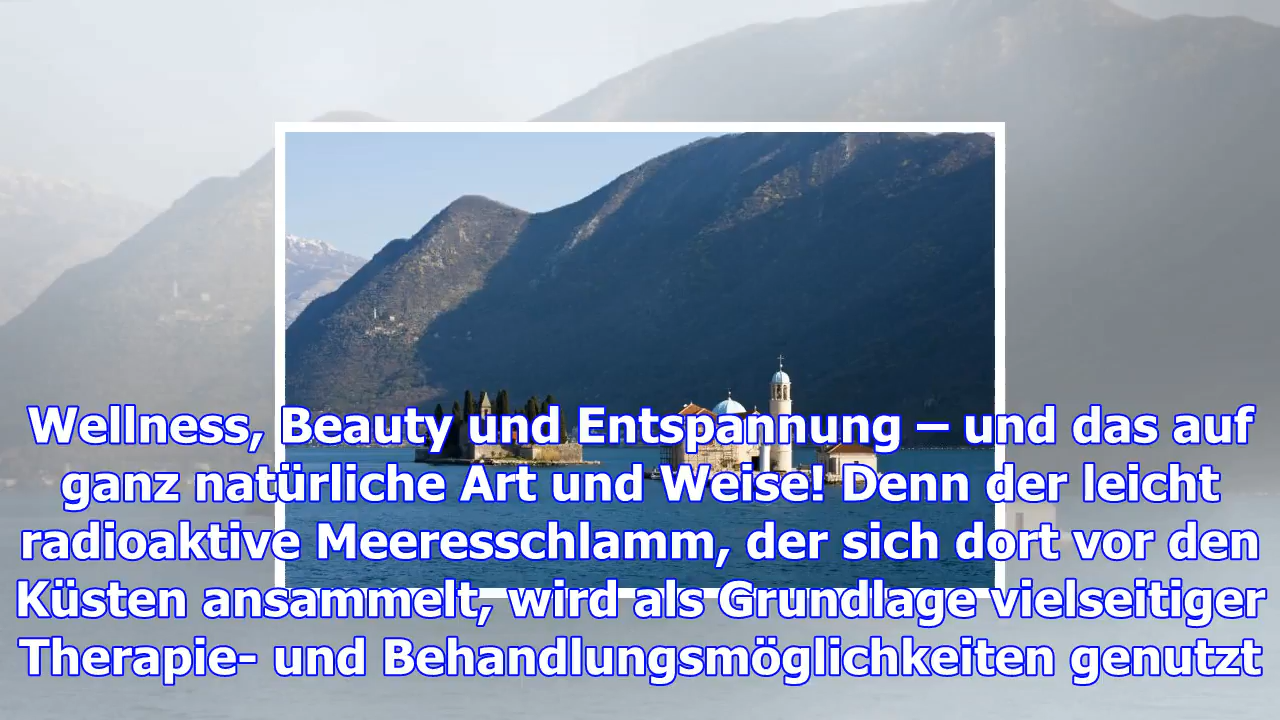 Wellness, Beauty und Entspannung – und das auf
ganz natürliche Art und Weise! Denn der leicht
radioaktive Meeresschlamm, der sich dort vor den
Küsten ansammelt, wird als Grundlage vielseitiger
Therapie- und Behandlungsmöglichkeiten genutzt